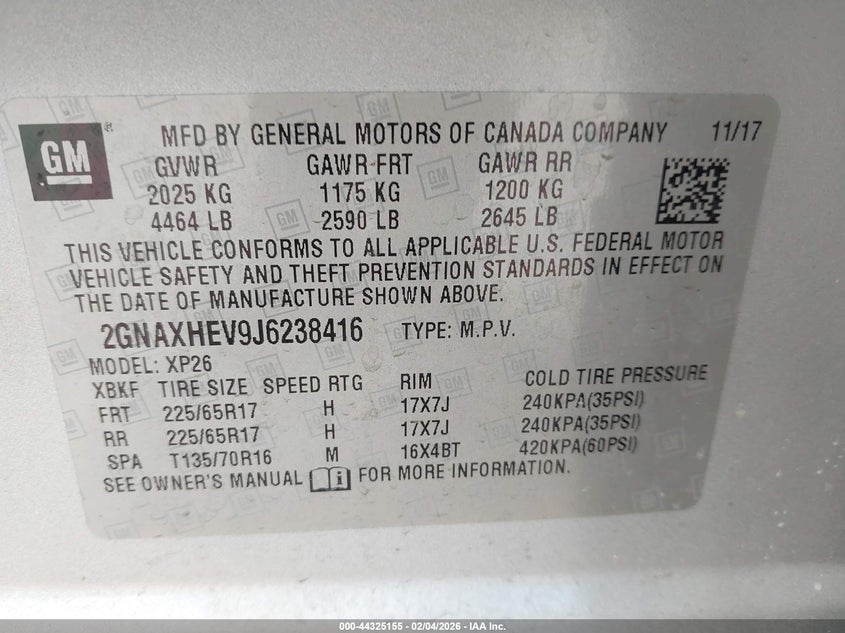 GM
MFD BY GENERAL MOTORS OF CANADA COMPANY 11/17
GVWR GAWR FRT GAWR RR
2025 KG 1175 KG 1200 KG
4464 LB 2590 LB 2645 LB
THIS VEHICLE CONFORMS TO ALL APPLICABLE U.S. FEDERAL MOTOR
VEHICLE SAFETY AND THEFT PREVENTION STANDARDS IN EFFECT ON
THE DATE OF MANUFACTURE SHOWN ABOVE.
2GNAXHEV9J6238416 TYPE: M.P.V.
MODEL: XP26
XBKF TIRE SIZE SPEED RTG RIM COLD TIRE PRESSURE
FRT 225/65R17 H 17X7J 240KPA(35PSI)
RR 225/65R17 H 17X7J 240KPA(35PSI)
SPA T135/70R16 M 16X4BT 420KPA(60PSI)
SEE OWNER'S MANUAL FOR MORE INFORMATION.
000-44325155 - 02/04/2026 - IAA Inc.